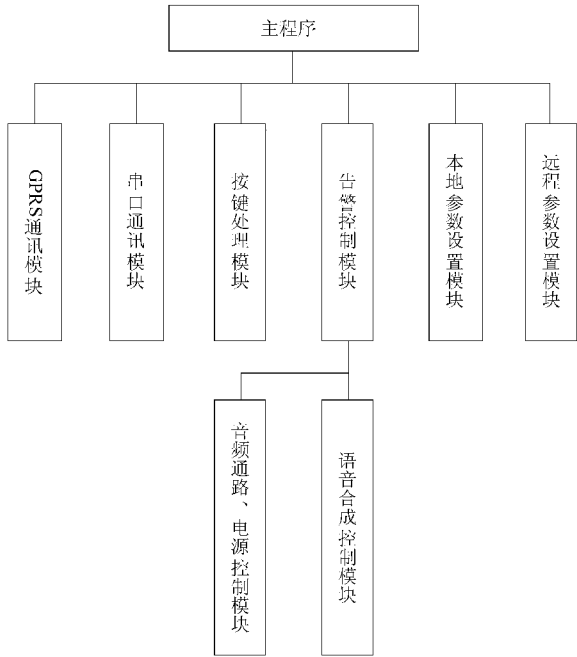 主程序
GPRS通讯模块
串口通讯模块
按键处理模块
告警控制模块
本地参数设置模块
远程参数设置模块
音频通路、电源控制模块
语音合成控制模块